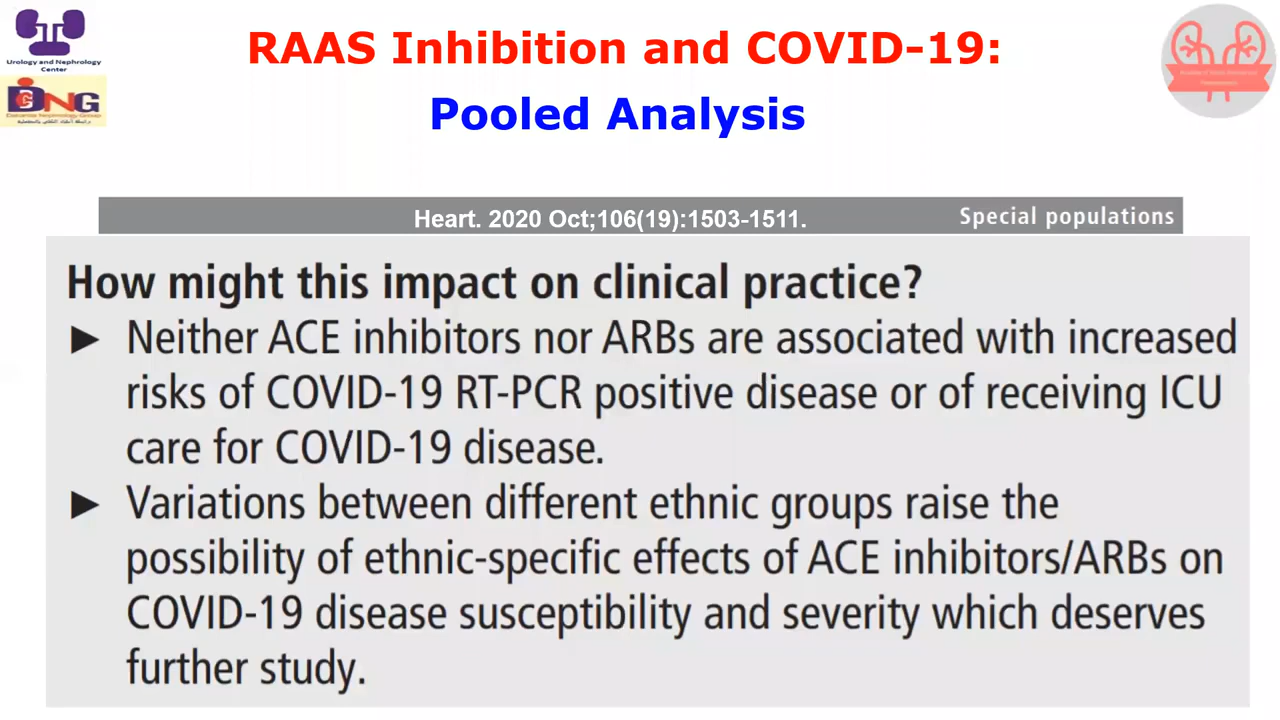 Urology and Nephrology
Center
RAAS Inhibition and COVID-19:
Pooled Analysis
Heart. 2020 Oct;106(19):1503-1511.
Special populations
How might this impact on clinical practice?
► Neither ACE inhibitors nor ARBs are associated with increased
risks of COVID-19 RT-PCR positive disease or of receiving ICU
care for COVID-19 disease.
► Variations between different ethnic groups raise the
possibility of ethnic-specific effects of ACE inhibitors/ARBs on
COVID-19 disease susceptibility and severity which deserves
further study.